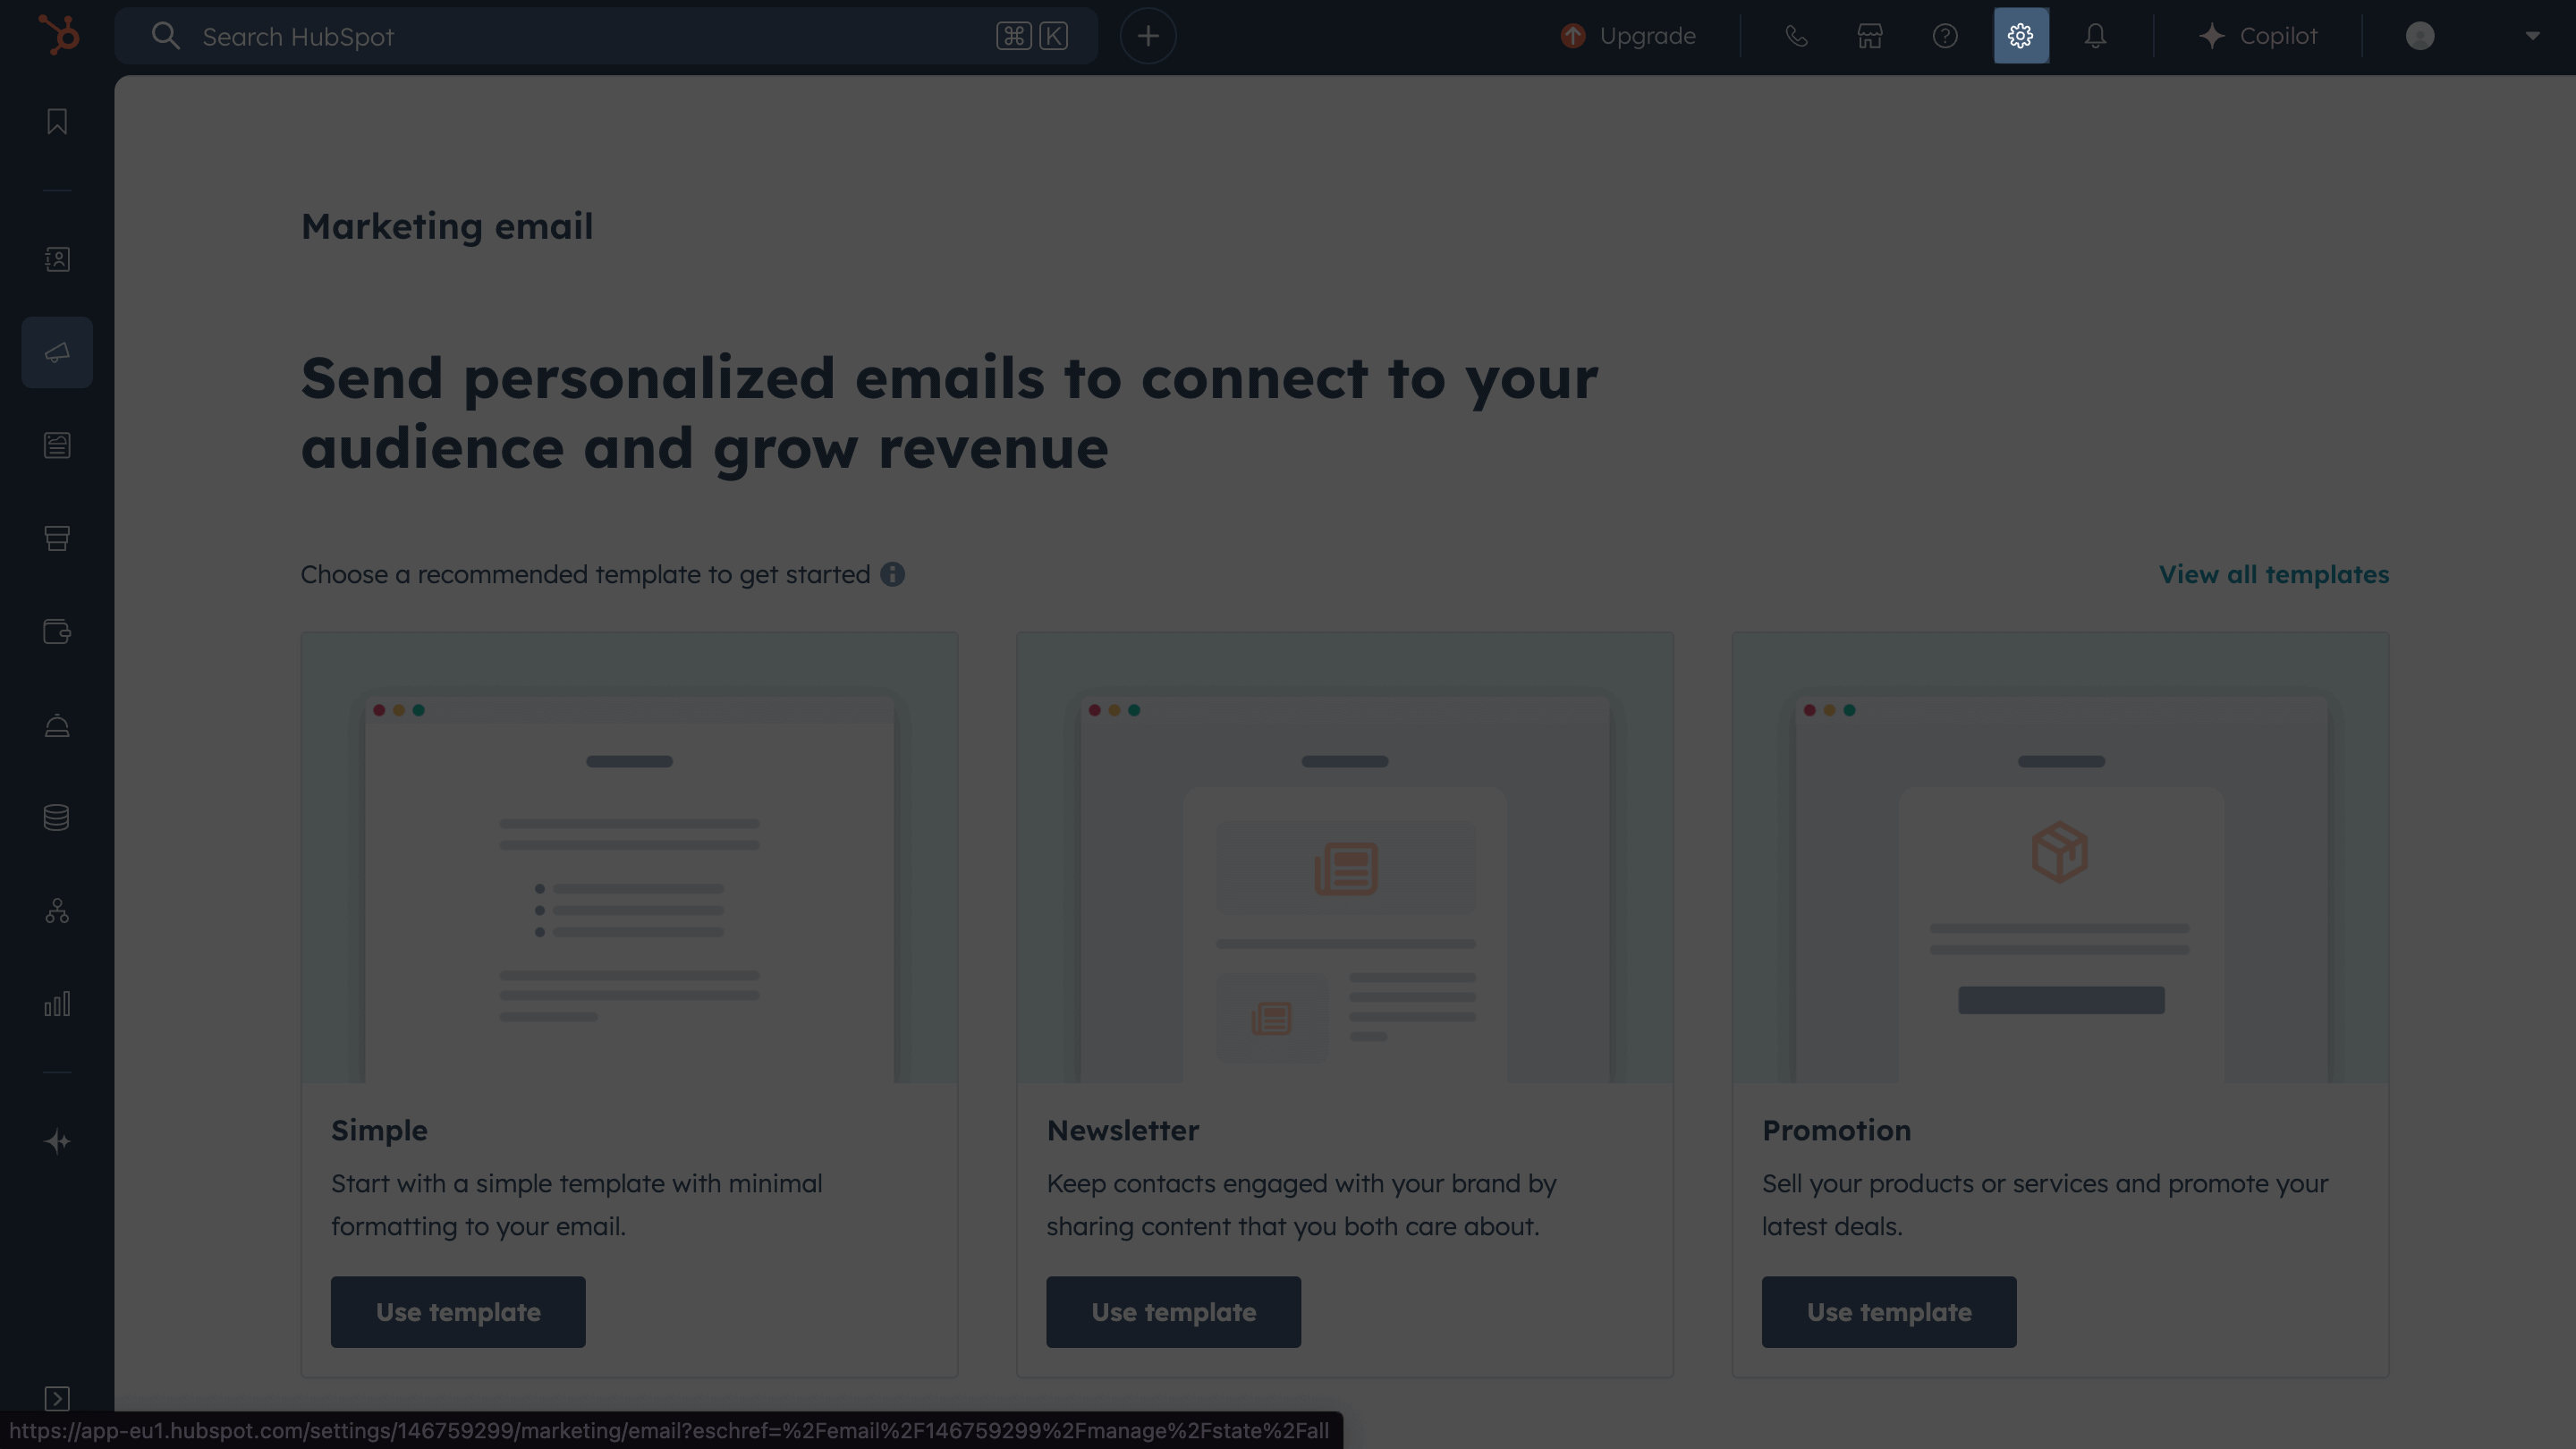 Search HubSpot
⌘ K
Upgrade
Copilot
Marketing email
Send personalized emails to connect to your
audience and grow revenue
Choose a recommended template to get started
View all templates
Simple
Start with a simple template with minimal
formatting to your email.
Use template
Newsletter
Keep contacts engaged with your brand by
sharing content that you both care about.
Use template
Promotion
Sell your products or services and promote your
latest deals.
Use template
https://app-eu1.hubspot.com/settings/146759299/marketing/email?eschref=%2Femail%2F146759299%2Fmanage%2Fstate%2Fall